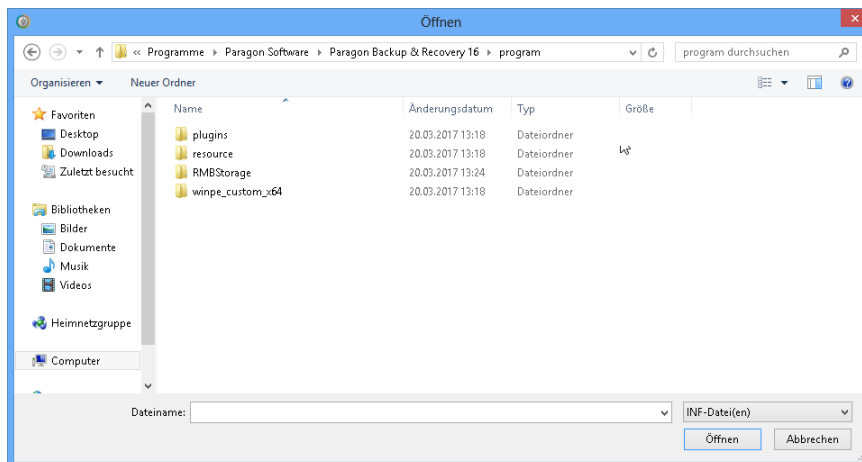 Öffnen
« Programme Paragon Software Paragon Backup & Recovery 16 program
program durchsuchen
Organisieren Neuer Ordner
Name Änderungsdatum Typ Größe
plugins 20.03.2017 13:18 Dateiordner
resource 20.03.2017 13:18 Dateiordner
RMBStorage 20.03.2017 13:24 Dateiordner
winpe_custom_x64 20.03.2017 13:18 Dateiordner
Favoriten
Desktop
Downloads
Zuletzt besucht
Bibliotheken
Bilder
Dokumente
Musik
Videos
Heimnetzgruppe
Computer
Dateiname:
INF-Datei(en)
Öffnen Abbrechen